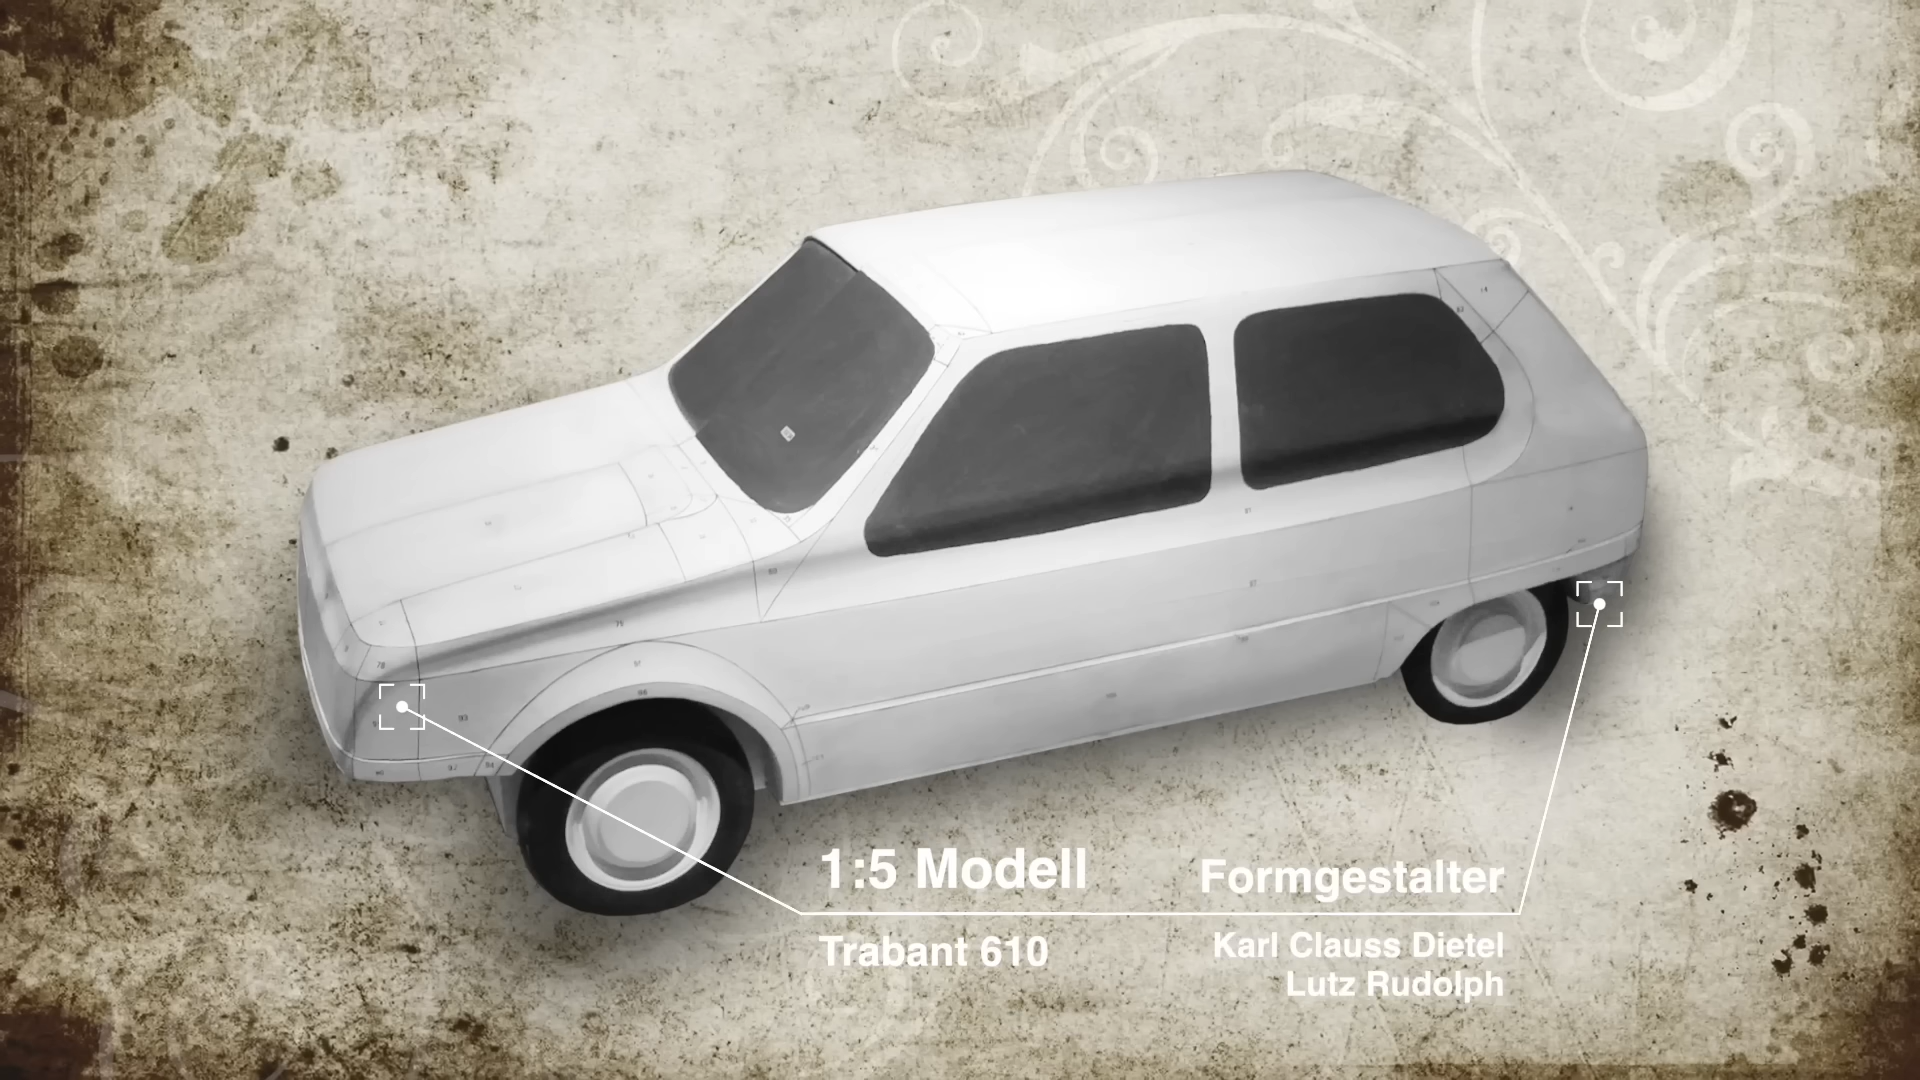 1:5 Modell
Trabant 610
Formgestalter
Karl Clauss Dietel
Lutz Rudolph